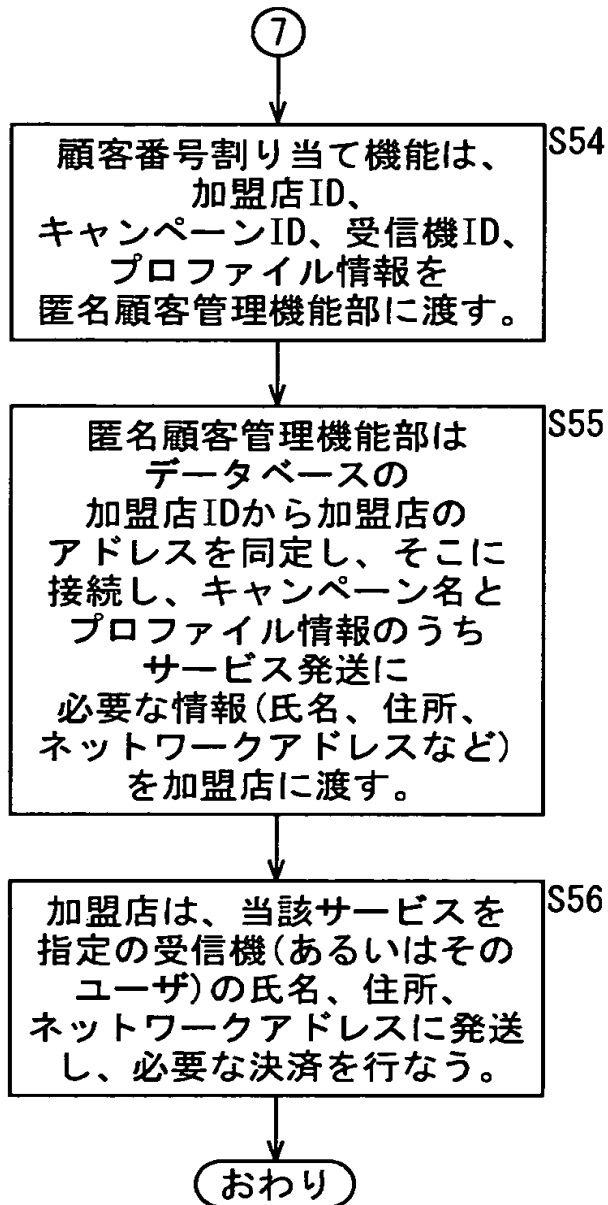 7
S54
顧客番号割り当て機能は、
加盟店ID、
キャンペーンID、受信機ID、
プロファイル情報を
匿名顧客管理機能部に渡す。
S55
匿名顧客管理機能部は
データベースの
加盟店IDから加盟店の
アドレスを同定し、そこに
接続し、キャンペーン名と
プロファイル情報のうち
サービス発送に
必要な情報(氏名、住所、
ネットワークアドレスなど)
を加盟店に渡す。
S56
加盟店は、当該サービスを
指定の受信機(あるいはその
ユーザ)の氏名、住所、
ネットワークアドレスに発送
し、必要な決済を行なう。
おわり